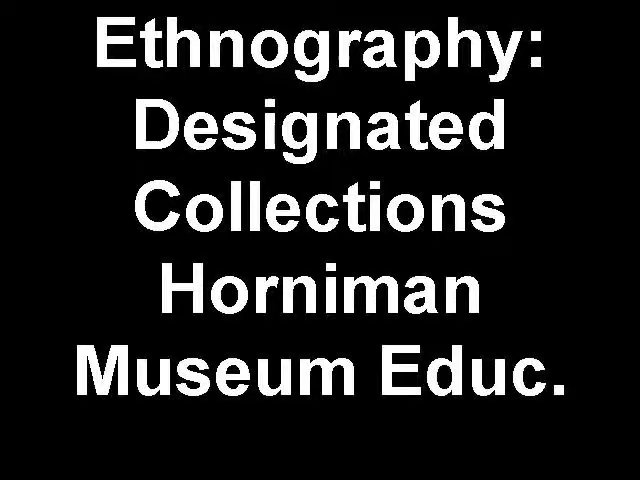 Ethnography:
Designated
Collections
Horniman
Museum Educ.